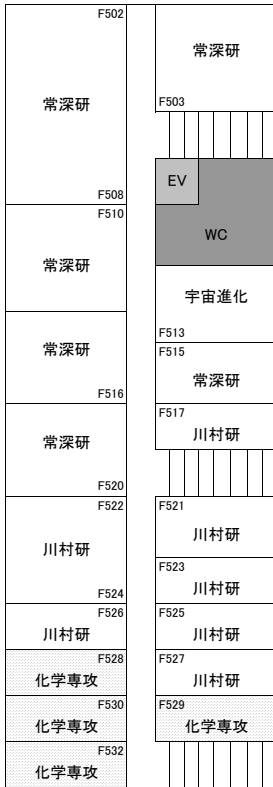 F502
常深研
F508
F510
常深研
常深研
F516
常深研
F520
F522
川村研
F524
F526
川村研
F528
化学専攻
F530
化学専攻
F532
化学専攻
常深研
F503
EV
WC
宇宙進化
F513
F515
常深研
F517
川村研
F521
川村研
F523
川村研
F525
川村研
F527
川村研
F529
化学専攻